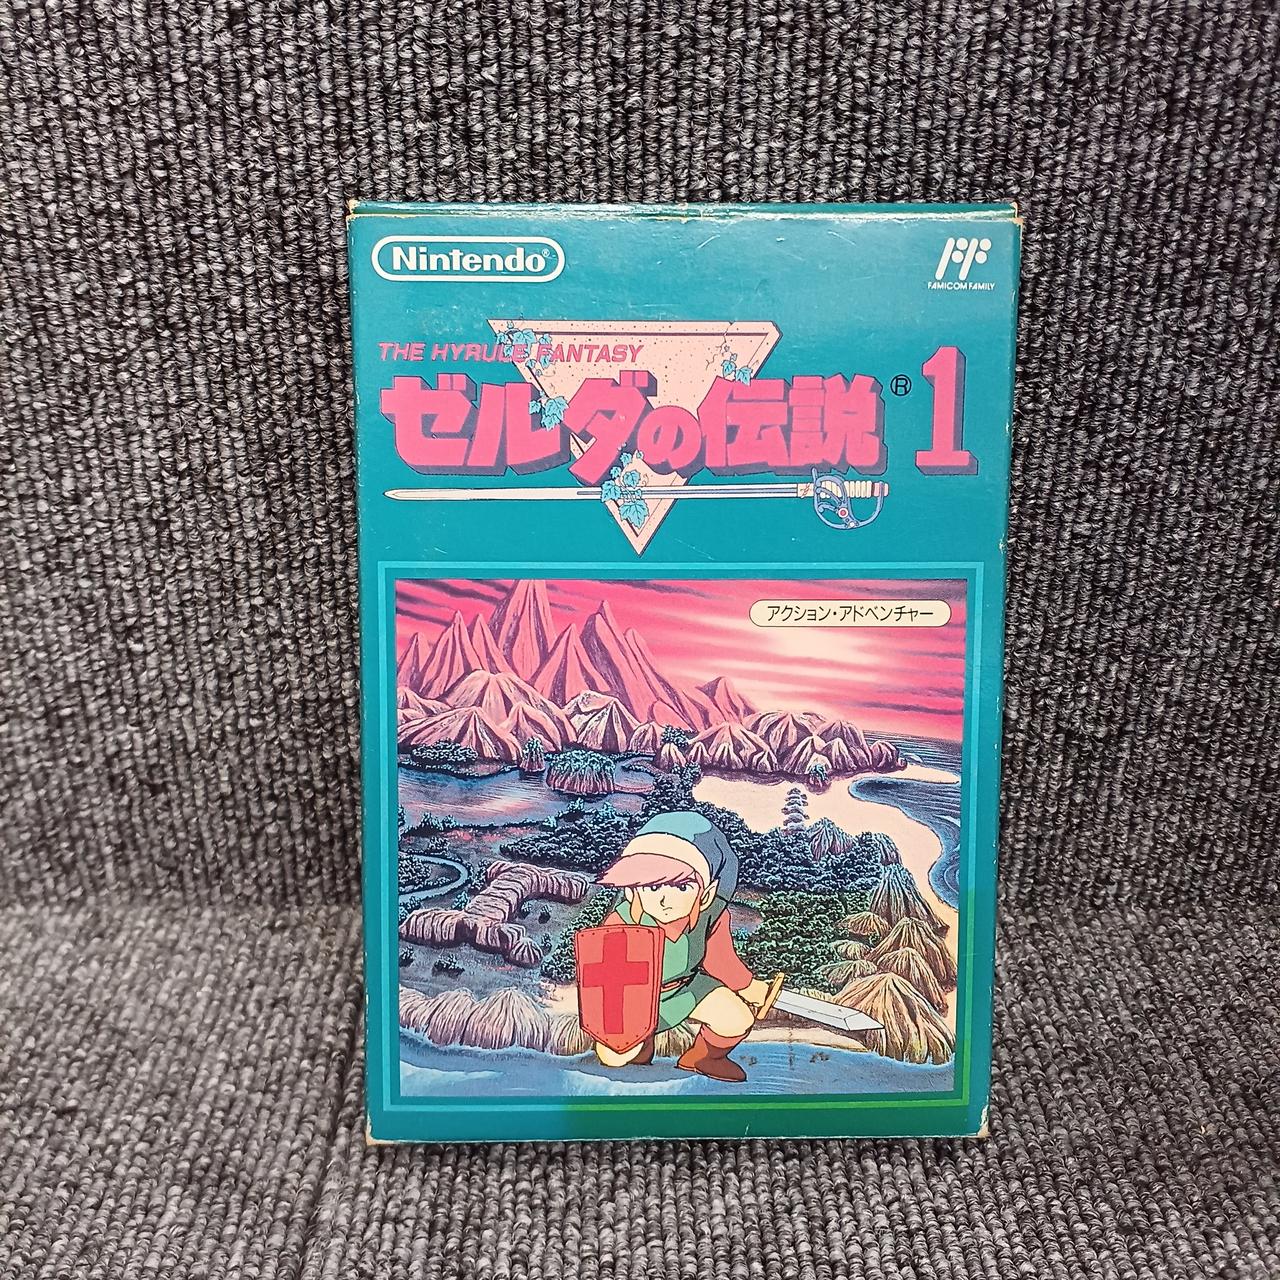 Nintendo®
FAMICOM FAMILY
THE HYRULE FANTASY
ゼルダの伝説® 1
アクション・アドベンチャー